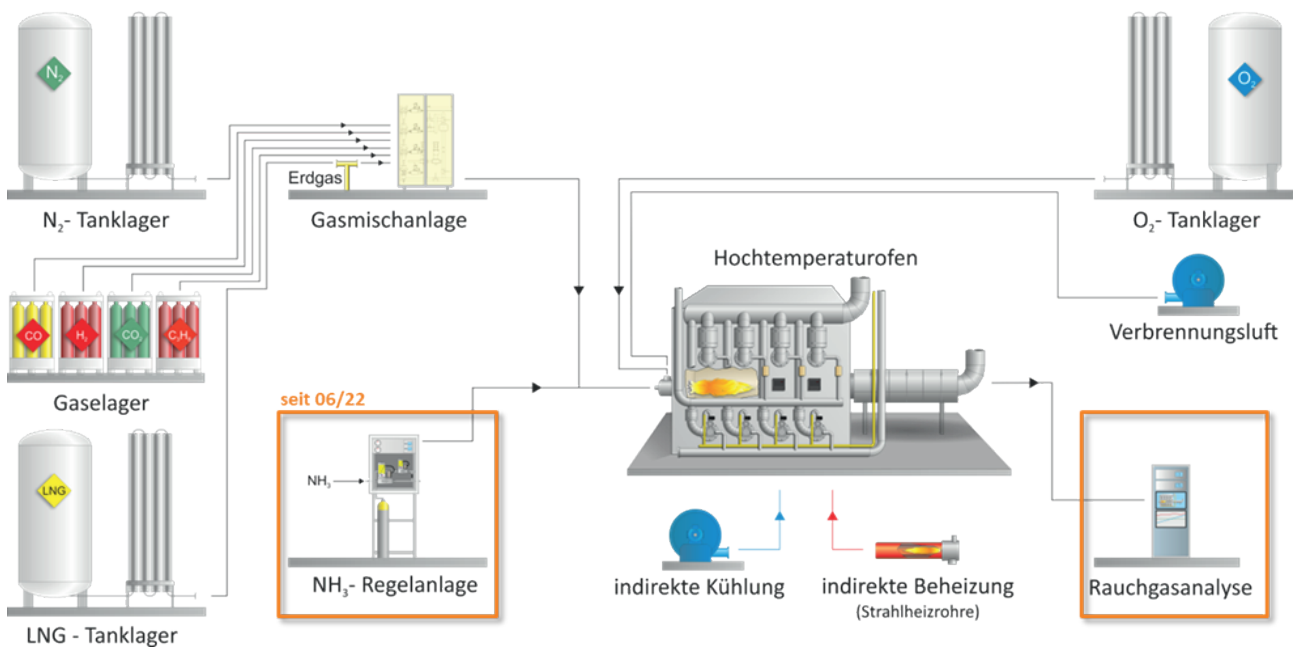 N₂
O₂
Erdgas
N₂- Tanklager
Gasmischanlage
O₂- Tanklager
Hochtemperaturofen
Verbrennungsluft
CO
H₂
CO₂
Gaselager
seit 06/22
LNG
NH₃
indirekte Kühlung
indirekte Beheizung
(Strahlheizrohre)
NH₃- Regelanlage
Rauchgasanalyse
LNG - Tanklager